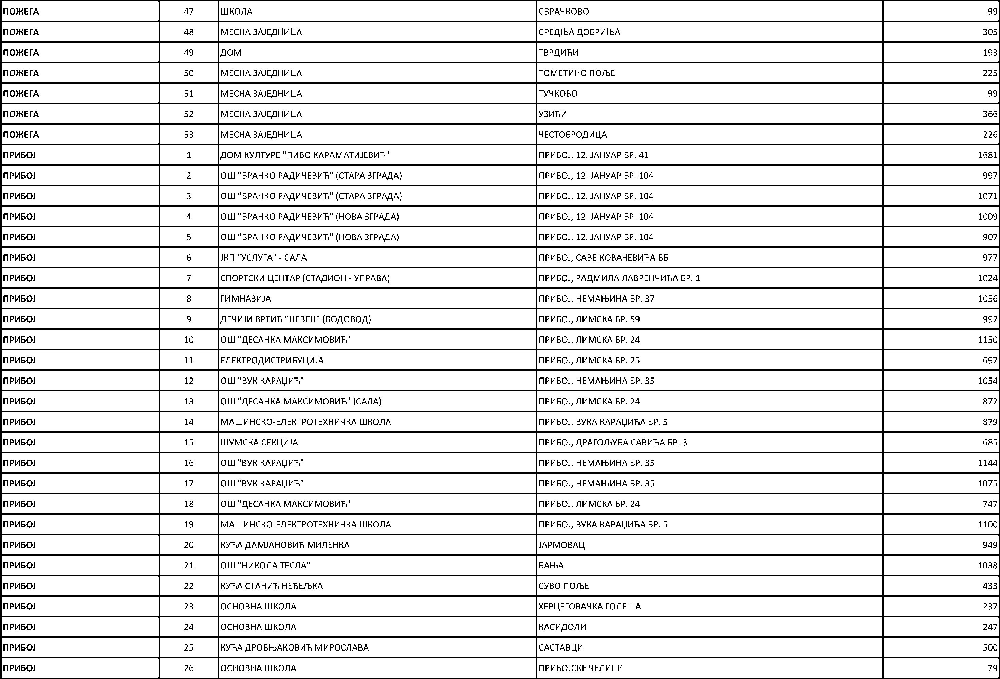 ПОЖЕГА 47 ШКОЛА СВРАЧКОВО 99
ПОЖЕГА 48 МЕСНА ЗАЈЕДНИЦА СРЕДЊА ДОБРИЊА 305
ПОЖЕГА 49 ДОМ ТВРДИЋИ 193
ПОЖЕГА 50 МЕСНА ЗАЈЕДНИЦА ТОМЕТИНО ПОЉЕ 225
ПОЖЕГА 51 МЕСНА ЗАЈЕДНИЦА ТУЧКОВО 99
ПОЖЕГА 52 МЕСНА ЗАЈЕДНИЦА УЗИЋИ 366
ПОЖЕГА 53 МЕСНА ЗАЈЕДНИЦА ЧЕСТОБРОДИЦА 226
ПРИБОЈ 1 ДОМ КУЛТУРЕ "ПИВО КАРАМАТИЈЕВИЋ" ПРИБОЈ, 12. ЈАНУАР БР. 41 1681
ПРИБОЈ 2 ОШ "БРАНКО РАДИЧЕВИЋ" (СТАРА ЗГРАДА) ПРИБОЈ, 12. ЈАНУАР БР. 104 997
ПРИБОЈ 3 ОШ "БРАНКО РАДИЧЕВИЋ" (СТАРА ЗГРАДА) ПРИБОЈ, 12. ЈАНУАР БР. 104 1071
ПРИБОЈ 4 ОШ "БРАНКО РАДИЧЕВИЋ" (НОВА ЗГРАДА) ПРИБОЈ, 12. ЈАНУАР БР. 104 1009
ПРИБОЈ 5 ОШ "БРАНКО РАДИЧЕВИЋ" (НОВА ЗГРАДА) ПРИБОЈ, 12. ЈАНУАР БР. 104 907
ПРИБОЈ 6 ЈКП "УСЛУГА" - САЛА ПРИБОЈ, САВЕ КОВАЧЕВИЋА ББ 977
ПРИБОЈ 7 СПОРТСКИ ЦЕНТАР (СТАДИОН - УПРАВА) ПРИБОЈ, РАДМИЛА ЛАВРЕНЧИЋА БР. 1 1024
ПРИБОЈ 8 ГИМНАЗИЈА ПРИБОЈ, НЕМАЊИНА БР. 37 1056
ПРИБОЈ 9 ДЕЧИЈИ ВРТИЋ "НЕВЕН" (ВОДОВОД) ПРИБОЈ, ЛИМСКА БР. 59 992
ПРИБОЈ 10 ОШ "ДЕСАНКА МАКСИМОВИЋ" ПРИБОЈ, ЛИМСКА БР. 24 1150
ПРИБОЈ 11 ЕЛЕКТРОДИСТРИБУЦИЈА ПРИБОЈ, ЛИМСКА БР. 25 697
ПРИБОЈ 12 ОШ "ВУК КАРАЏИЋ" ПРИБОЈ, НЕМАЊИНА БР. 35 1054
ПРИБОЈ 13 ОШ "ДЕСАНКА МАКСИМОВИЋ" (САЛА) ПРИБОЈ, ЛИМСКА БР. 24 872
ПРИБОЈ 14 МАШИНСКО-ЕЛЕКТРОТЕХНИЧКА ШКОЛА ПРИБОЈ, ВУКА КАРАЏИЋА БР. 5 879
ПРИБОЈ 15 ШУМСКА СЕКЦИЈА ПРИБОЈ, ДРАГОЉУБА САВИЋА БР. 3 685
ПРИБОЈ 16 ОШ "ВУК КАРАЏИЋ" ПРИБОЈ, НЕМАЊИНА БР. 35 1144
ПРИБОЈ 17 ОШ "ВУК КАРАЏИЋ" ПРИБОЈ, НЕМАЊИНА БР. 35 1075
ПРИБОЈ 18 ОШ "ДЕСАНКА МАКСИМОВИЋ" ПРИБОЈ, ЛИМСКА БР. 24 747
ПРИБОЈ 19 МАШИНСКО-ЕЛЕКТРОТЕХНИЧКА ШКОЛА ПРИБОЈ, ВУКА КАРАЏИЋА БР. 5 1100
ПРИБОЈ 20 КУЋА ДАМЈАНОВИЋ МИЛЕНКА ЈАРМОВАЦ 949
ПРИБОЈ 21 ОШ "НИКОЛА ТЕСЛА" БАЊА 1038
ПРИБОЈ 22 КУЋА СТАНИЋ НЕЂЕЉКА СУВО ПОЉЕ 433
ПРИБОЈ 23 ОСНОВНА ШКОЛА ХЕРЦЕГОВАЧКА ГОЛЕША 237
ПРИБОЈ 24 ОСНОВНА ШКОЛА КАСИДОЛИ 247
ПРИБОЈ 25 КУЋА ДРОБЊАКОВИЋ МИРОСЛАВА САСТАВЦИ 500
ПРИБОЈ 26 ОСНОВНА ШКОЛА ПРИБОЈСКЕ ЧЕЛИЦЕ 79